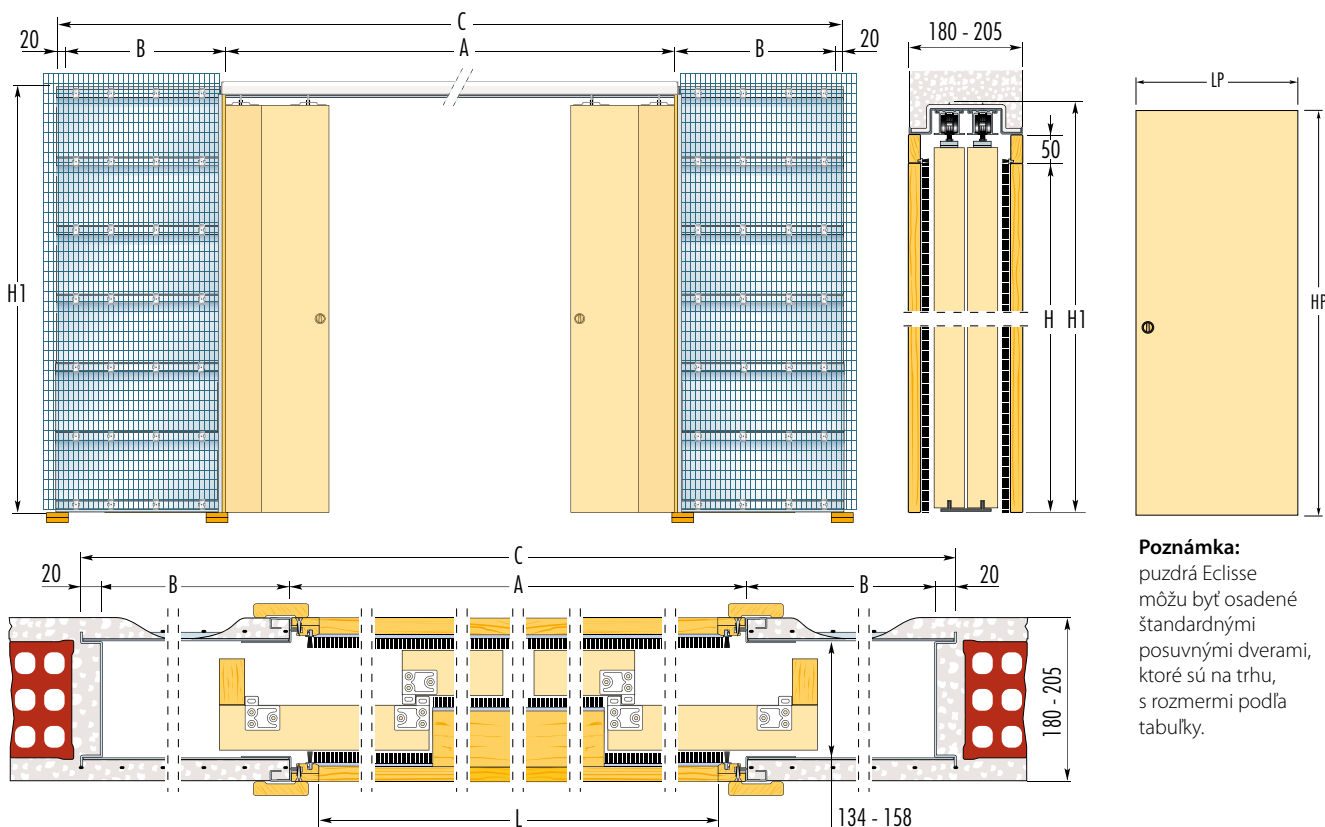 C
20
B
A
B
20
H1
180 - 205
50
H
H1
LP
HP
Poznámka:
puzdrá Eclisse
môžu byť osadené
štandardnými
posuvnými dverami,
ktoré sú na trhu,
s rozmermi podľa
tabuľky.
C
20
B
A
B
20
180 - 205
L
134 - 158